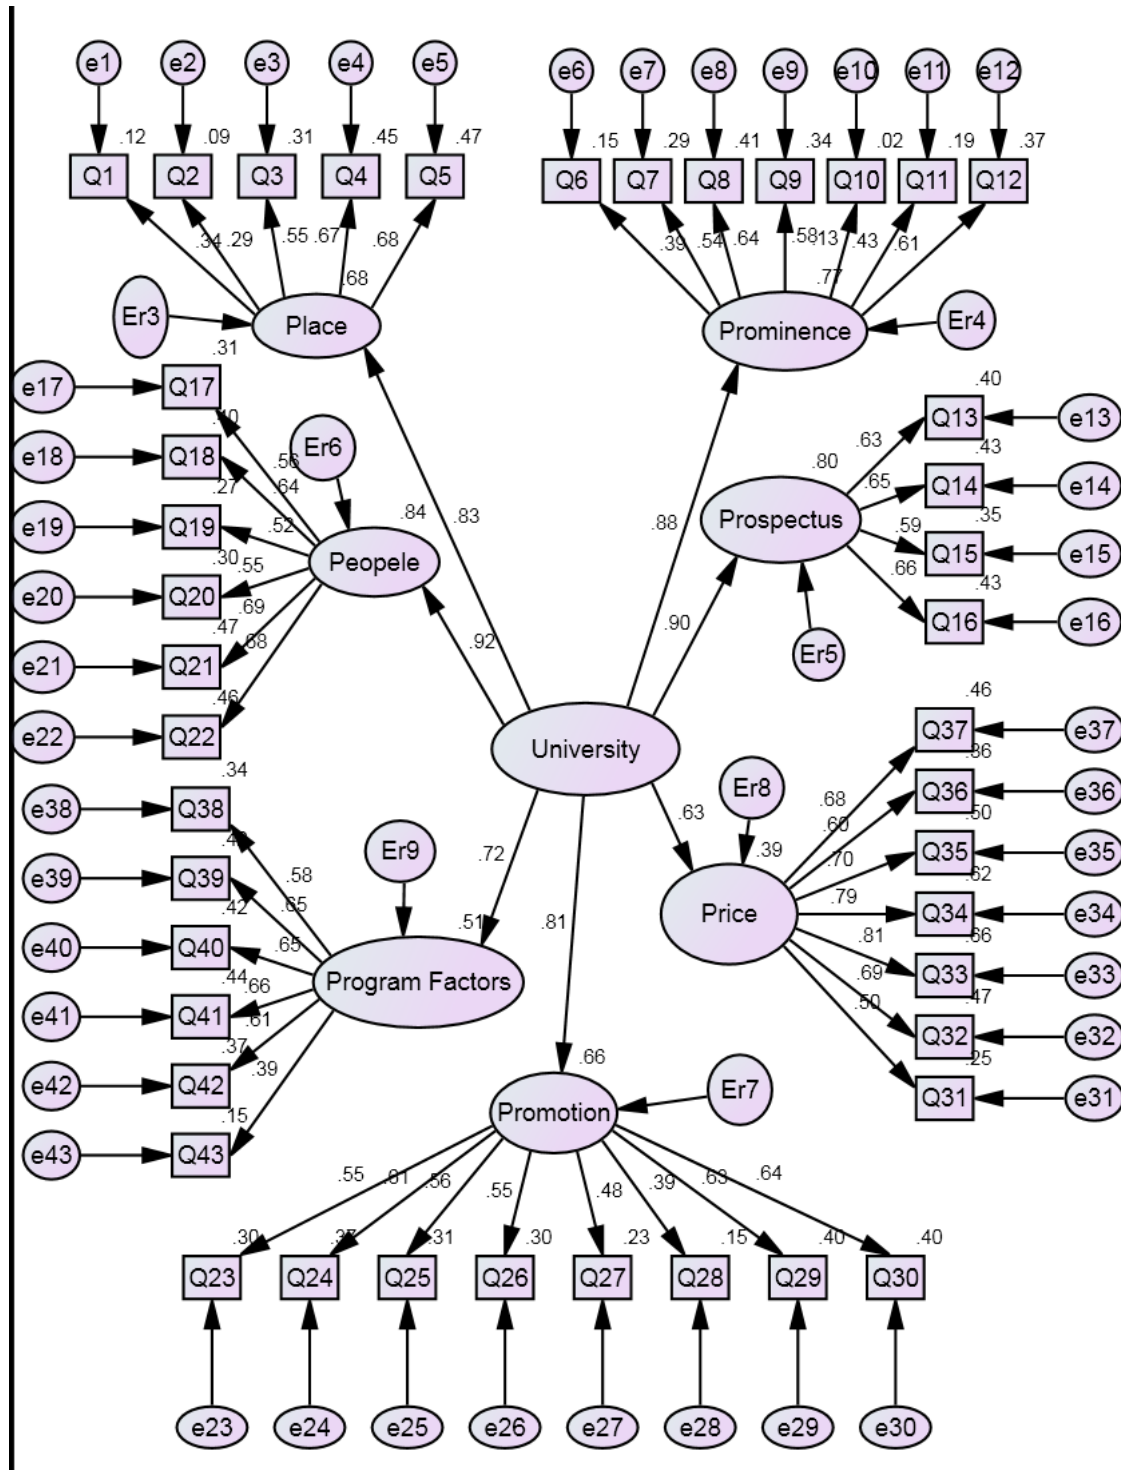 e1 e2 e3 e4 e5 e6 e7 e8 e9 e10 e11 e12
.12 .09 .31 .45 .47 .15 .29 .41 .34 .02 .19 .37
Q1 Q2 Q3 Q4 Q5 Q6 Q7 Q8 Q9 Q10 Q11 Q12
.34 .29 .55 .67 .68 .39 .54 .64 .58 .13 .43 .61
.68 .77
Er3 Place Prominence Er4
.31 .40
e17 Q17 Q13 e13
.40 Er6 .63 .43
e18 Q18 .56 .80 Q14 e14
.27 .64 .65 .35
e19 Q19 .52 .84 .83 .88 Prospectus .59 Q15 e15
.30 .55 Peopele .66 .43
e20 Q20 .69 Q16 e16
.47 .68 .92 .90 Er5
e21 Q21
.46 .46
e22 Q22 University Q37 e37
.34 .86
e38 Q38 Er8 .68 Q36 e36
.63 .60 .50
Er9 .72 .39 .70 Q35 e35
e39 Q39 .58 .62
.42 .65 .51 .81 Price .79 Q34 e34
e40 Q40 .65 .81 .66
.44 .66 Program Factors .69 Q33 e33
e41 Q41 .61 .50 .47
.37 .39 Q32 e32
e42 Q42 .66 .25
.15 Promotion Er7 Q31 e31
e43 Q43
.55 .61 .56 .55 .48 .39 .63 .64
.30 .37 .31 .30 .23 .15 .40 .40
Q23 Q24 Q25 Q26 Q27 Q28 Q29 Q30
e23 e24 e25 e26 e27 e28 e29 e30